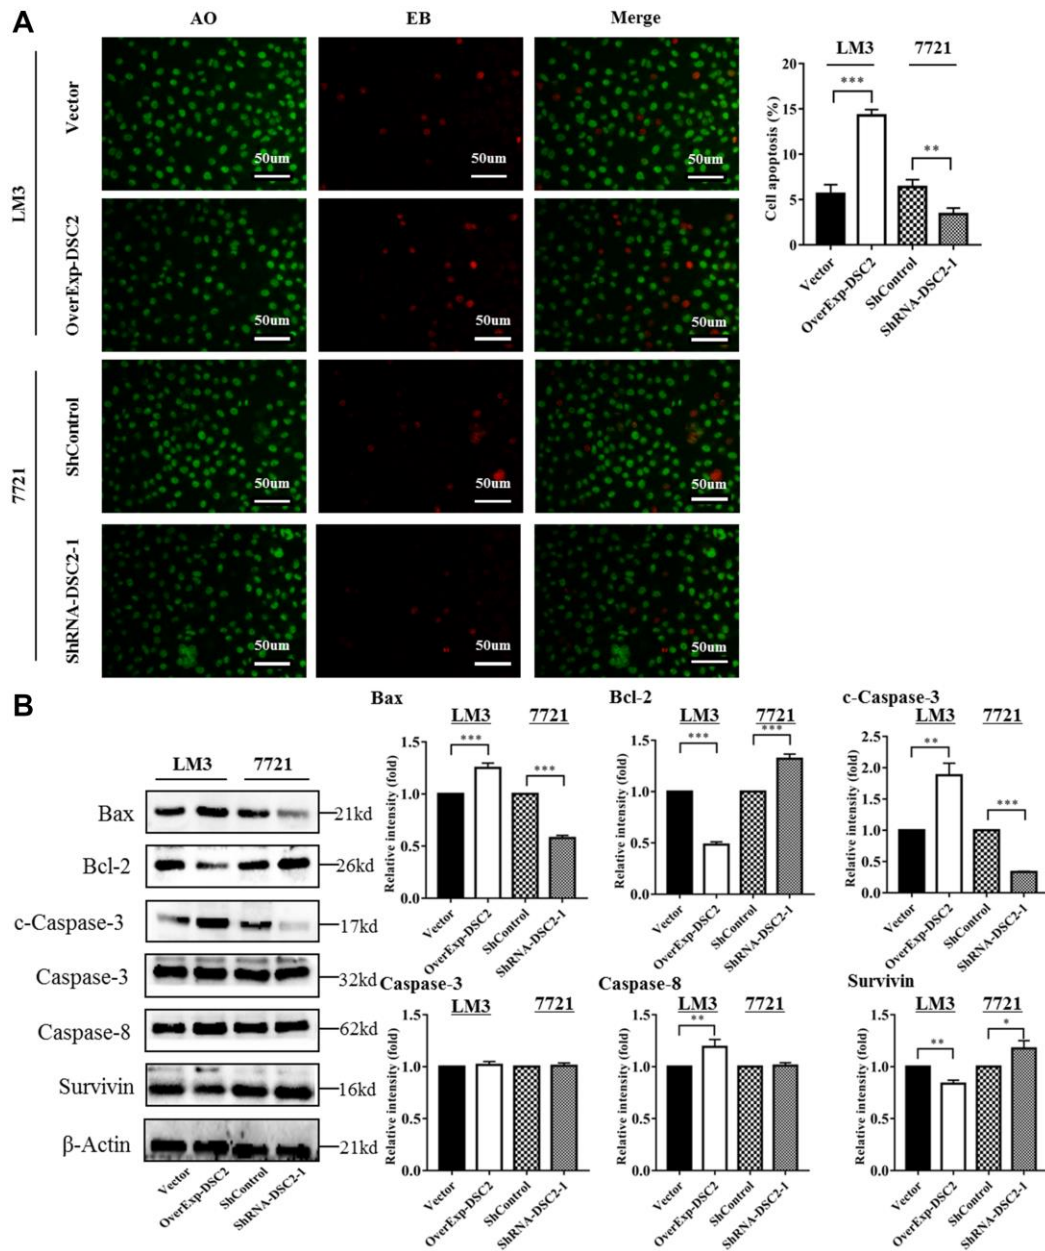 A
AO
EB
Merge
LM3
Vector
50um
50um
50um
OverExp-DSC2
50um
50um
50um
7721
ShControl
50um
50um
50um
ShRNA-DSC2-1
50um
50um
50um
LM3 7721
Cell apoptosis (%)
20
15
10
5
0
***
**
Vector
OverExp-DSC2
ShControl
ShRNA-DSC2-1
B
LM3 7721
Bax 21kd
Bcl-2 26kd
c-Caspase-3 17kd
Caspase-3 32kd
Caspase-8 62kd
Survivin 16kd
β-Actin 21kd
Vector
OverExp-DSC2
ShControl
ShRNA-DSC2-1
Bax
LM3 7721
Relative intensity (fold)
1.5
1.0
0.5
0.0
***
***
Vector
OverExp-DSC2
ShControl
ShRNA-DSC2-1
Bcl-2
LM3 7721
Relative intensity (fold)
1.5
1.0
0.5
0.0
***
***
Vector
OverExp-DSC2
ShControl
ShRNA-DSC2-1
c-Caspase-3
LM3 7721
Relative intensity (fold)
2.5
2.0
1.5
1.0
0.5
0.0
**
***
Vector
OverExp-DSC2
ShControl
ShRNA-DSC2-1
Caspase-3
LM3 7721
Relative intensity (fold)
1.5
1.0
0.5
0.0
Vector
OverExp-DSC2
ShControl
ShRNA-DSC2-1
Caspase-8
LM3 7721
Relative intensity (fold)
1.5
1.0
0.5
0.0
**
Vector
OverExp-DSC2
ShControl
ShRNA-DSC2-1
Survivin
LM3 7721
Relative intensity (fold)
1.5
1.0
0.5
0.0
**
*
Vector
OverExp-DSC2
ShControl
ShRNA-DSC2-1